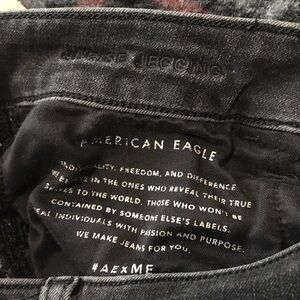 JEGGING
AMERICAN EAGLE
INDIVIDUALITY, FREEDOM, AND DIFFERENCE.
WE BELIEVE IN THE ONES WHO REVEAL THEIR TRUE
SELVES TO THE WORLD. THOSE WHO WON'T BE
CONTAINED BY SOMEONE ELSE'S LABELS.
REAL INDIVIDUALS WITH PASSION AND PURPOSE.
WE MAKE JEANS FOR YOU.
#AExME